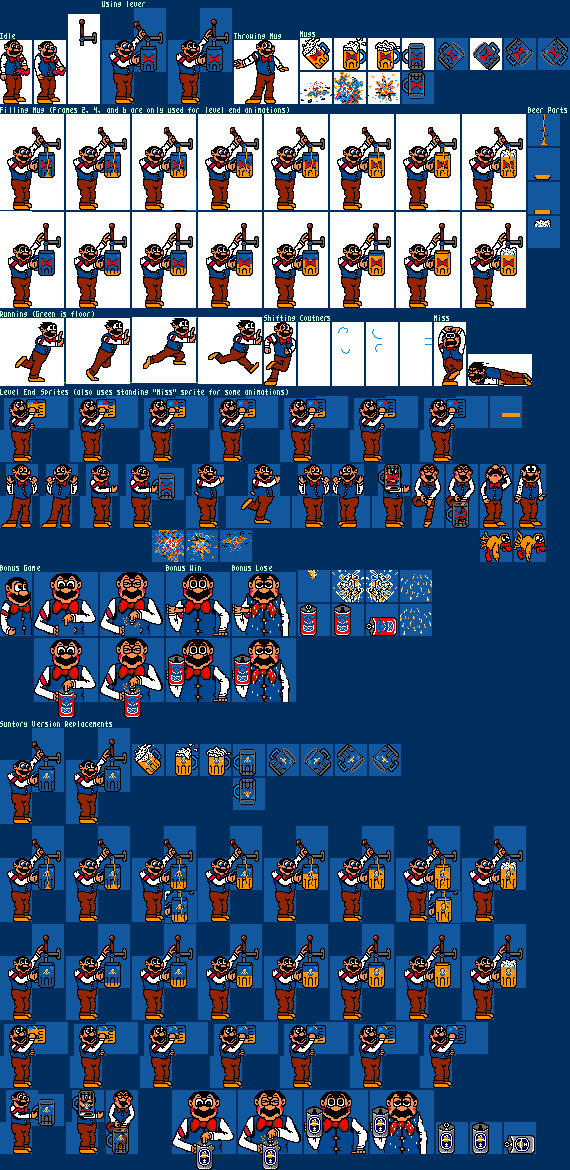 Using lever
Idle
Throwing Mug
Mugs
Filling Mug (Frames 2, 4, and 6 are only used for level end animations)
Beer Parts
Running (Green is floor)
Shifting Coutners
Miss
Level End Sprites (also uses standing "Miss" sprite for some animations)
Bonus Game
Bonus Win
Bonus Lose
Suntory Version Replacements